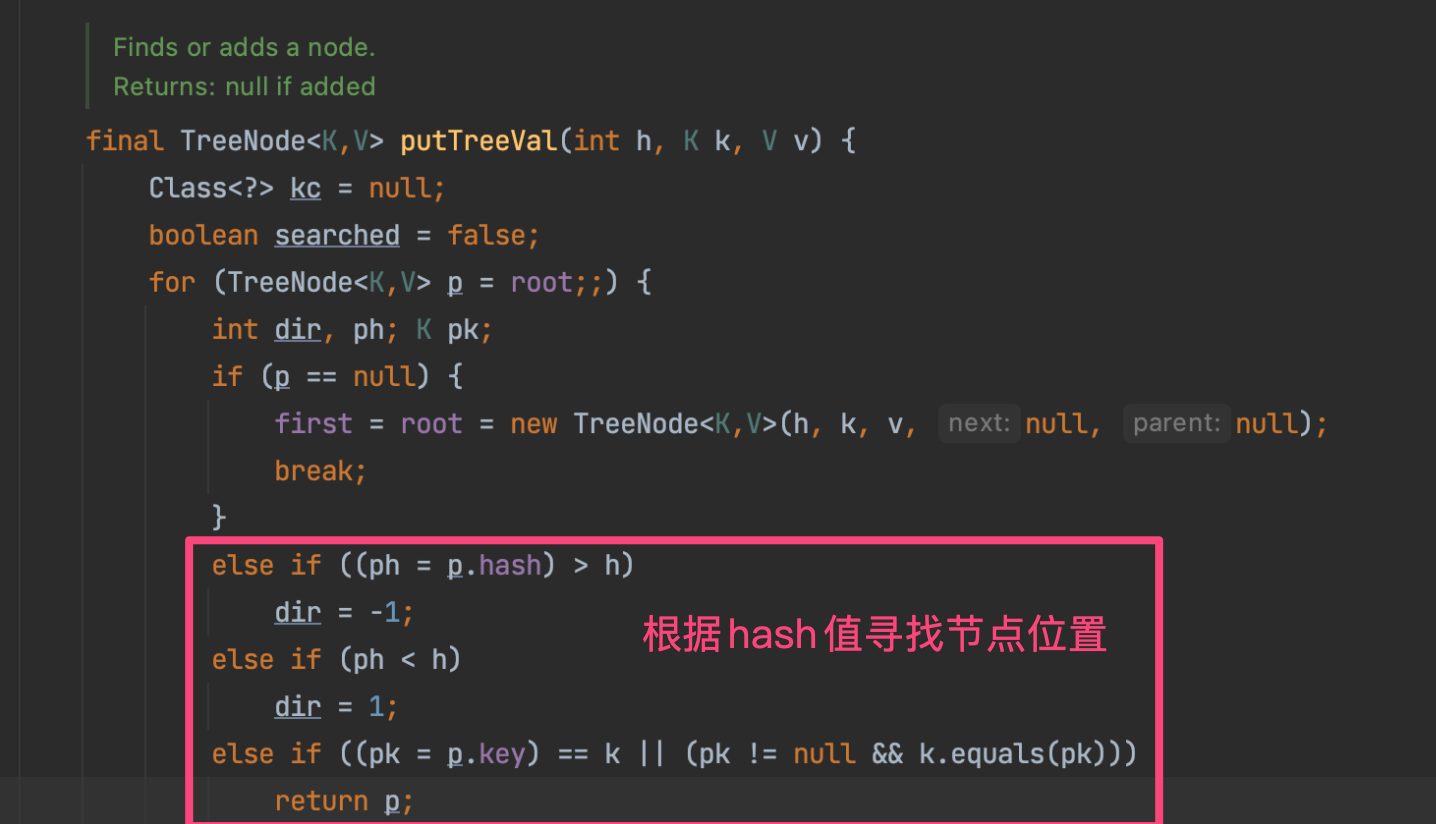 Finds or adds a node.
Returns: null if added
final TreeNode<K,V> putTreeVal(int h, K k, V v) {
Class<?> kc = null;
boolean searched = false;
for (TreeNode<K,V> p = root;;) {
int dir, ph; K pk;
if (p == null) {
first = root = new TreeNode<K,V>(h, k, v, next: null, parent: null);
break;
}
else if ((ph = p.hash) > h)
dir = -1;
根据hash值寻找节点位置
else if (ph < h)
dir = 1;
else if ((pk = p.key) == k || (pk != null && k.equals(pk)))
return p;